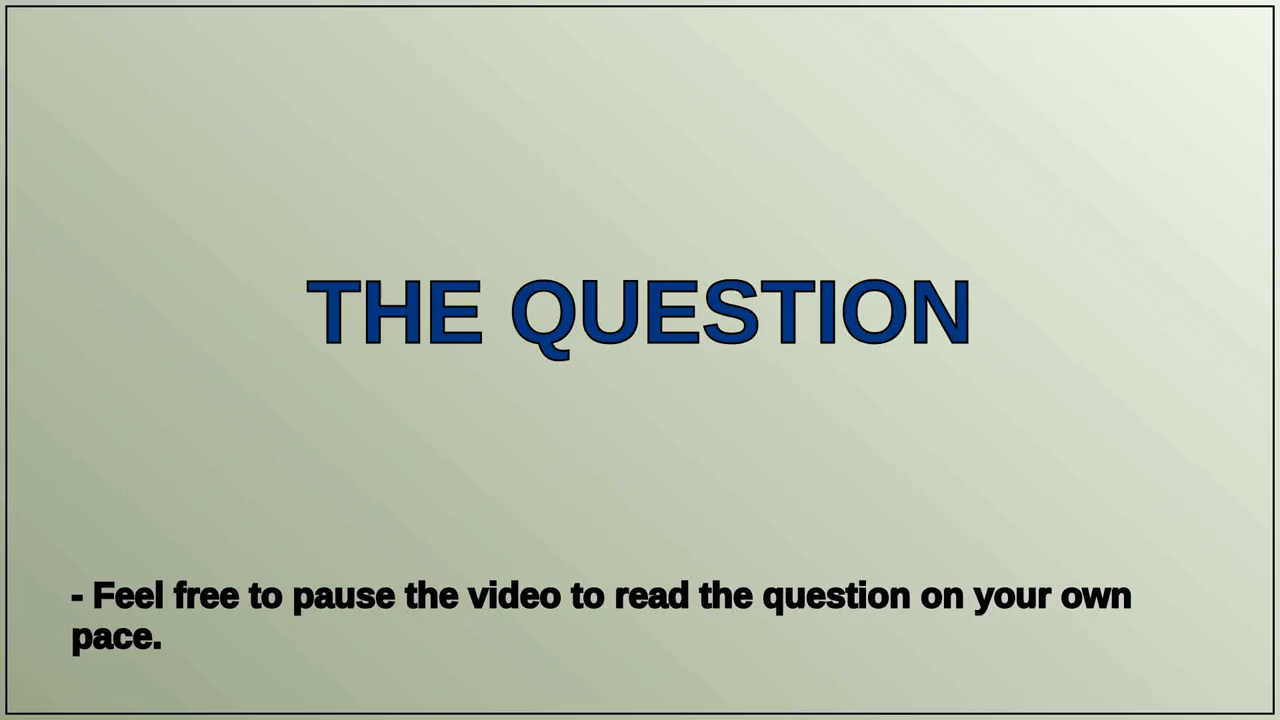 THE QUESTION
- Feel free to pause the video to read the question on your own
pace.